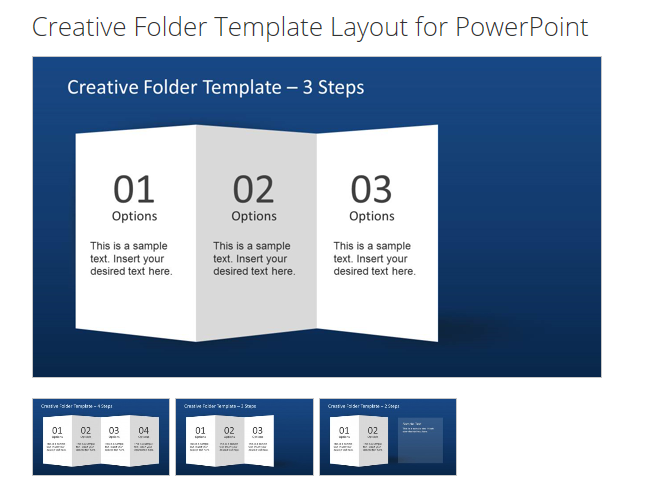 Creative Folder Template Layout for PowerPoint
Creative Folder Template – 3 Steps
01
Options
This is a sample
text. Insert your
desired text here.
02
Options
This is a sample
text. Insert your
desired text here.
03
Options
This is a sample
text. Insert your
desired text here.
Creative Folder Template – 4 Steps
01
Options
02
Options
03
Options
04
Options
Creative Folder Template – 3 Steps
01
Options
02
Options
03
Options
Creative Folder Template – 2 Steps
01
Options
02
Options